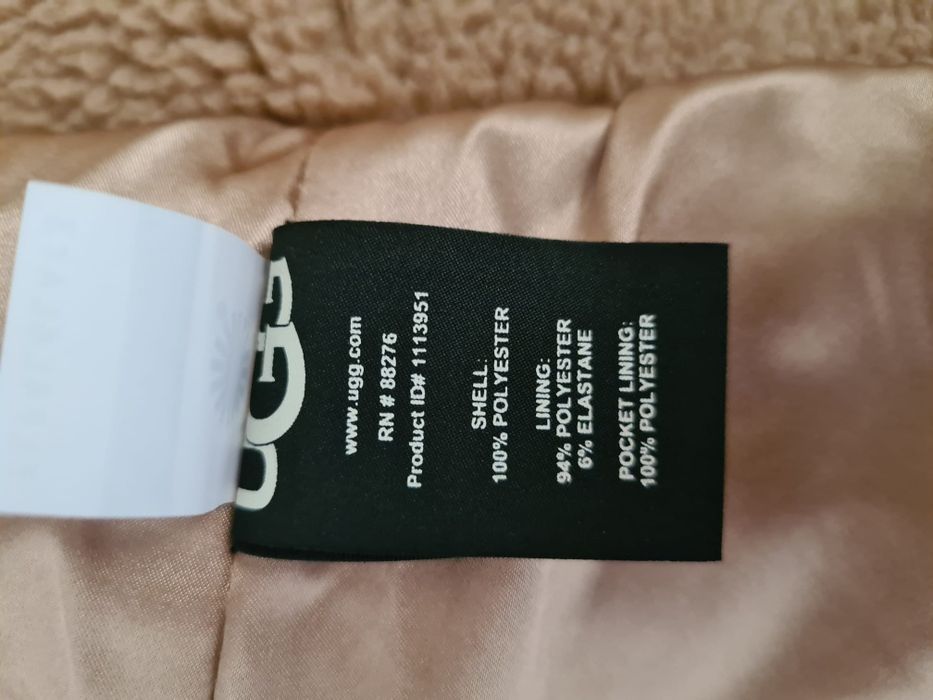 UGG
www.ugg.com
RN # 88276
Product ID# 1113951
SHELL:
100% POLYESTER
LINING:
94% POLYESTER
6% ELASTANE
POCKET LINING:
100% POLYESTER